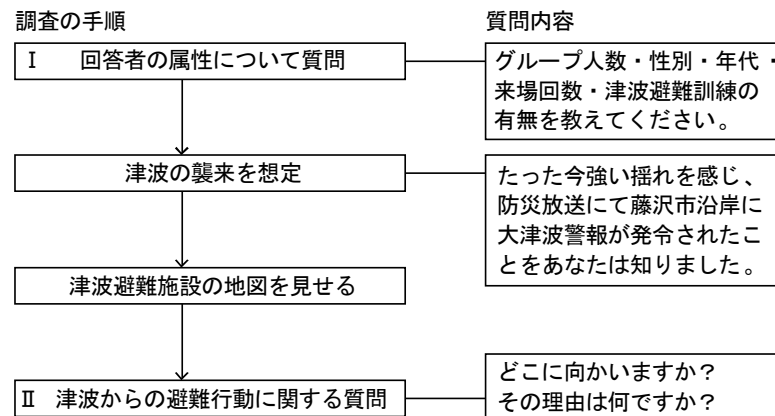 調査の手順
質問内容
Ⅰ 回答者の属性について質問
グループ人数・性別・年代・
来場回数・津波避難訓練の
有無を教えてください。
津波の襲来を想定
たった今強い揺れを感じ、
防災放送にて藤沢市沿岸に
大津波警報が発令されたこ
とをあなたは知りました。
津波避難施設の地図を見せる
Ⅱ 津波からの避難行動に関する質問
どこに向かいますか？
その理由は何ですか？